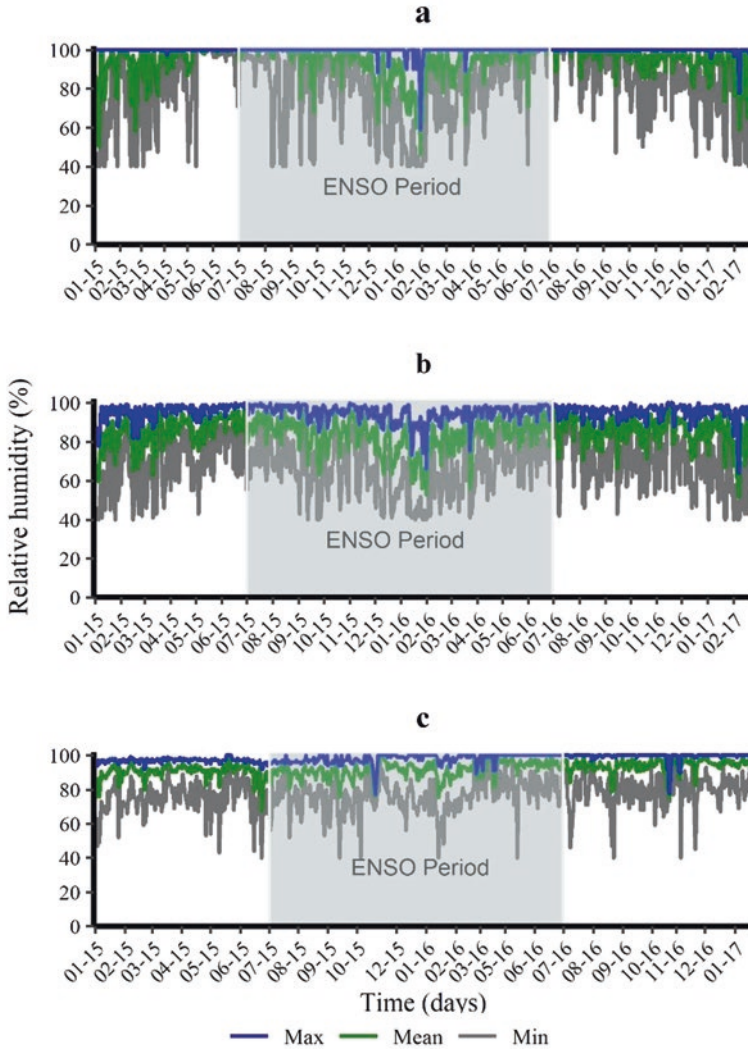 a
100
80
60
40
20
0
ENSO Period
01-15 02-15 03-15 04-15 05-15 06-15 07-15 08-15 09-15 10-15 11-15 12-15 01-16 02-16 03-16 04-16 05-16 06-16 07-16 08-16 09-16 10-16 11-16 12-16 01-17 02-17
b
Relative humidity (%)
100
80
60
40
20
0
ENSO Period
01-15 02-15 03-15 04-15 05-15 06-15 07-15 08-15 09-15 10-15 11-15 12-15 01-16 02-16 03-16 04-16 05-16 06-16 07-16 08-16 09-16 10-16 11-16 12-16 01-17 02-17
c
100
80
60
40
20
0
ENSO Period
01-15 02-15 03-15 04-15 05-15 06-15 07-15 08-15 09-15 10-15 12-15 01-16 02-16 03-16 05-16 06-16 07-16 08-16 09-16 10-16 11-16 12-16 01-17
Time (days)
Max Mean Min